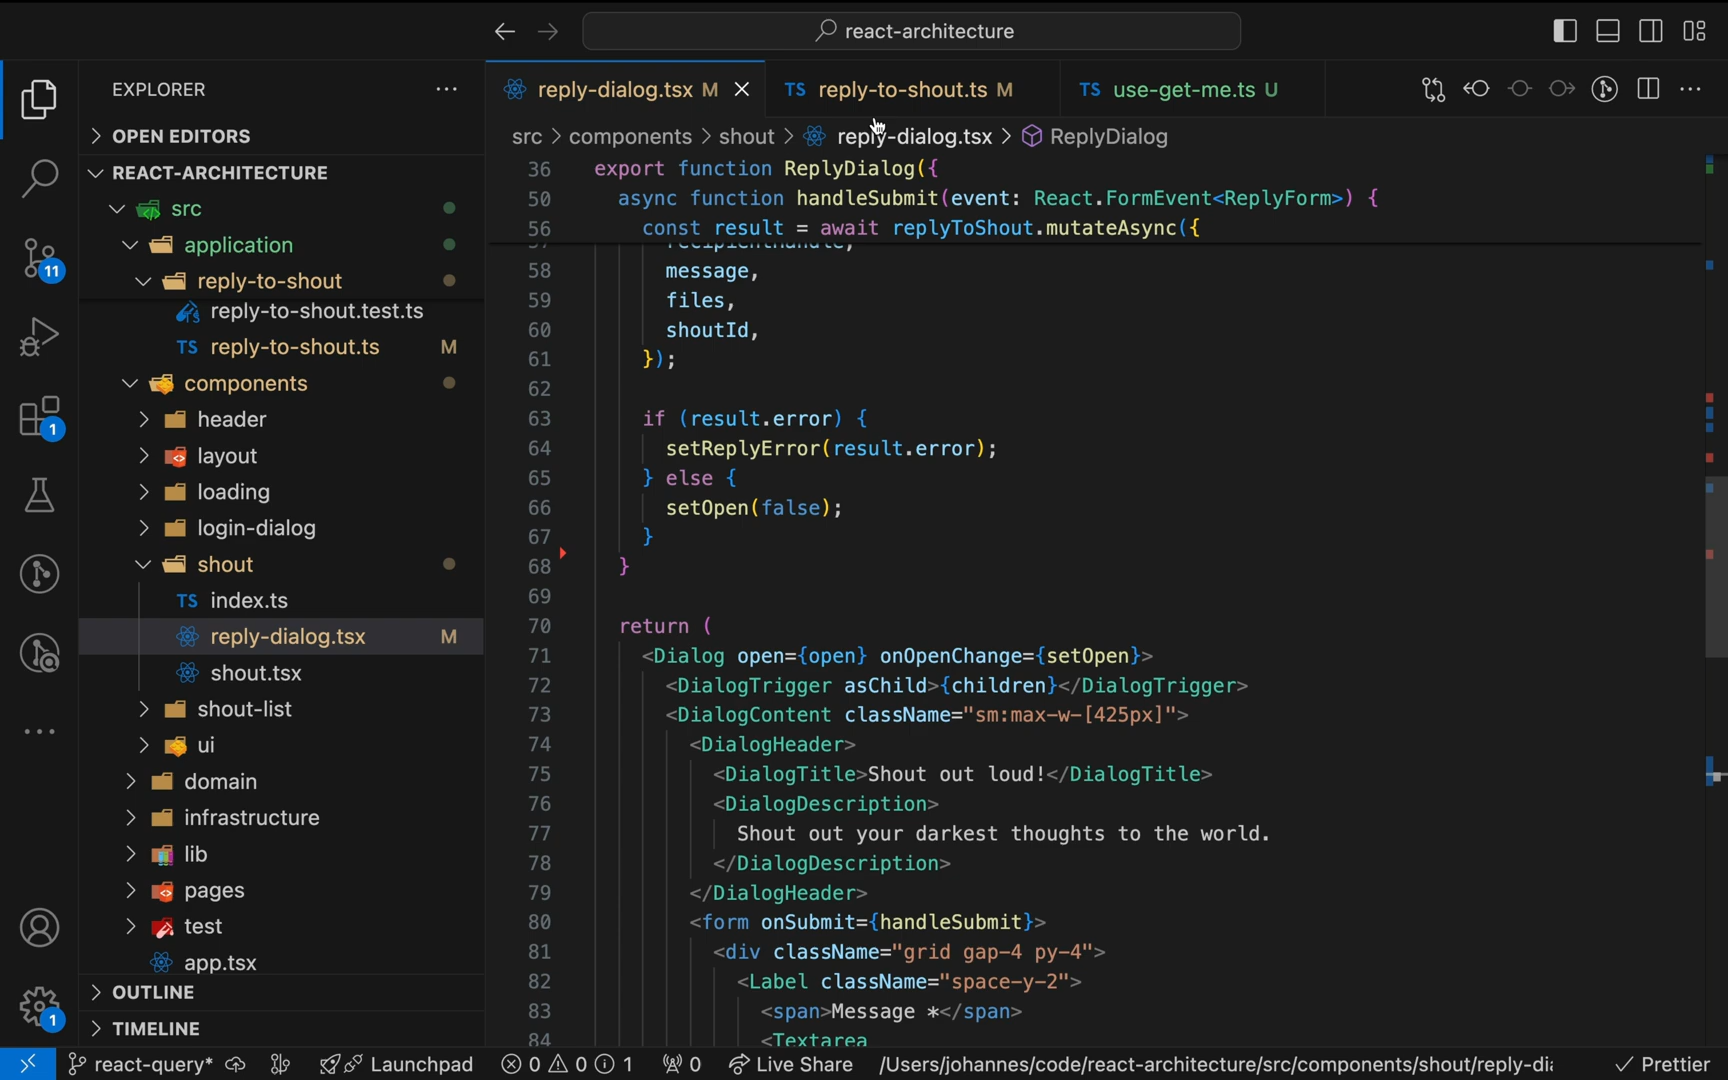 react-architecture
EXPLORER
OPEN EDITORS
REACT-ARCHITECTURE
src
application
reply-to-shout
reply-to-shout.test.ts
TS reply-to-shout.ts M
components
header
layout
loading
login-dialog
shout
TS index.ts
reply-dialog.tsx M
shout.tsx
shout-list
ui
domain
infrastructure
lib
pages
test
app.tsx
OUTLINE
TIMELINE
11
1
1
reply-dialog.tsx M
TS reply-to-shout.ts M
TS use-get-me.ts U
src > components > shout > reply-dialog.tsx > ReplyDialog
36 export function ReplyDialog({
50 async function handleSubmit(event: React.FormEvent<ReplyForm>) {
56 const result = await replyToShout.mutateAsync({
57 recipientHandle,
58 message,
59 files,
60 shoutId,
61 });
62
63 if (result.error) {
64 setReplyError(result.error);
65 } else {
66 setOpen(false);
67 }
68 }
69
70 return (
71 <Dialog open={open} onOpenChange={setOpen}>
72 <DialogTrigger asChild>{children}</DialogTrigger>
73 <DialogContent className="sm:max-w-[425px]">
74 <DialogHeader>
75 <DialogTitle>Shout out loud!</DialogTitle>
76 <DialogDescription>
77 Shout out your darkest thoughts to the world.
78 </DialogDescription>
79 </DialogHeader>
80 <form onSubmit={handleSubmit}>
81 <div className="grid gap-4 py-4">
82 <Label className="space-y-2">
83 <span>Message *</span>
84 <Textarea
react-query* Launchpad 0 0 1 0 Live Share /Users/johannes/code/react-architecture/src/components/shout/reply-di Prettier